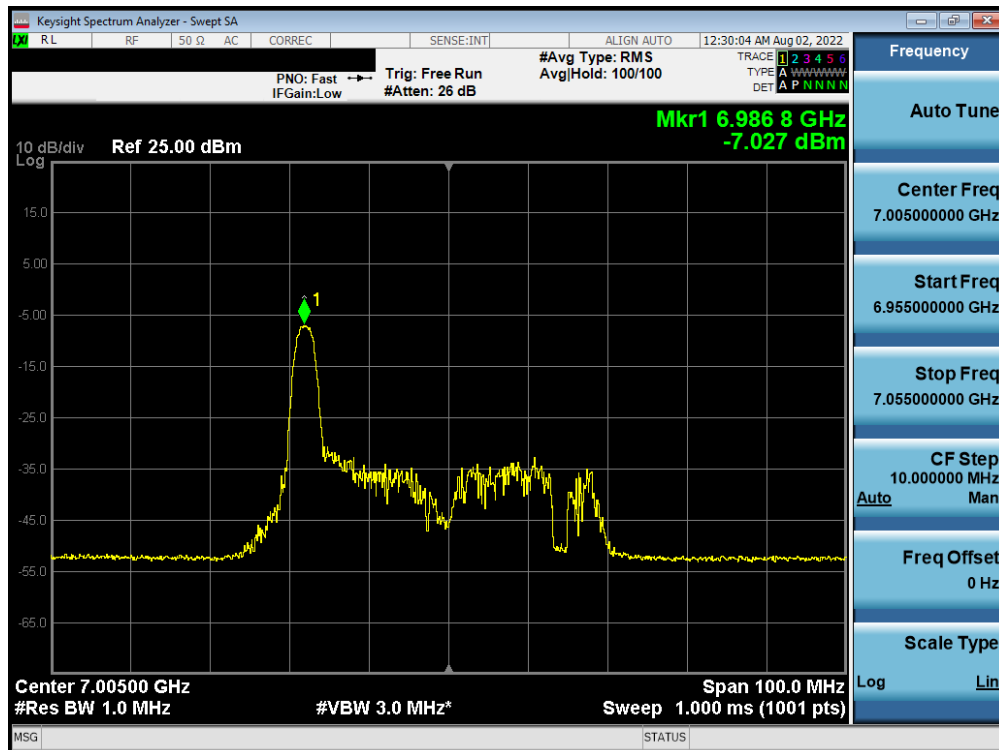 Keysight Spectrum Analyzer - Swept SA
LXI RL RF 50 Ω AC CORREC SENSE:INT ALIGN AUTO 12:30:04 AM Aug 02, 2022
PNO: Fast
IFGain:Low
Trig: Free Run
#Atten: 26 dB
#Avg Type: RMS
Avg|Hold: 100/100
TRACE 1 2 3 4 5 6
TYPE A WWWWW
DET A P N N N N
Mkr1 6.986 8 GHz
-7.027 dBm
10 dB/div Ref 25.00 dBm
Log
15.0
5.00
-5.00
-15.0
-25.0
-35.0
-45.0
-55.0
-65.0
1
Center 7.00500 GHz Span 100.0 MHz
#Res BW 1.0 MHz #VBW 3.0 MHz* Sweep 1.000 ms (1001 pts)
MSG STATUS
Frequency
Auto Tune
Center Freq
7.005000000 GHz
Start Freq
6.955000000 GHz
Stop Freq
7.055000000 GHz
CF Step
10.000000 MHz
Auto Man
Freq Offset
0 Hz
Scale Type
Log Lin